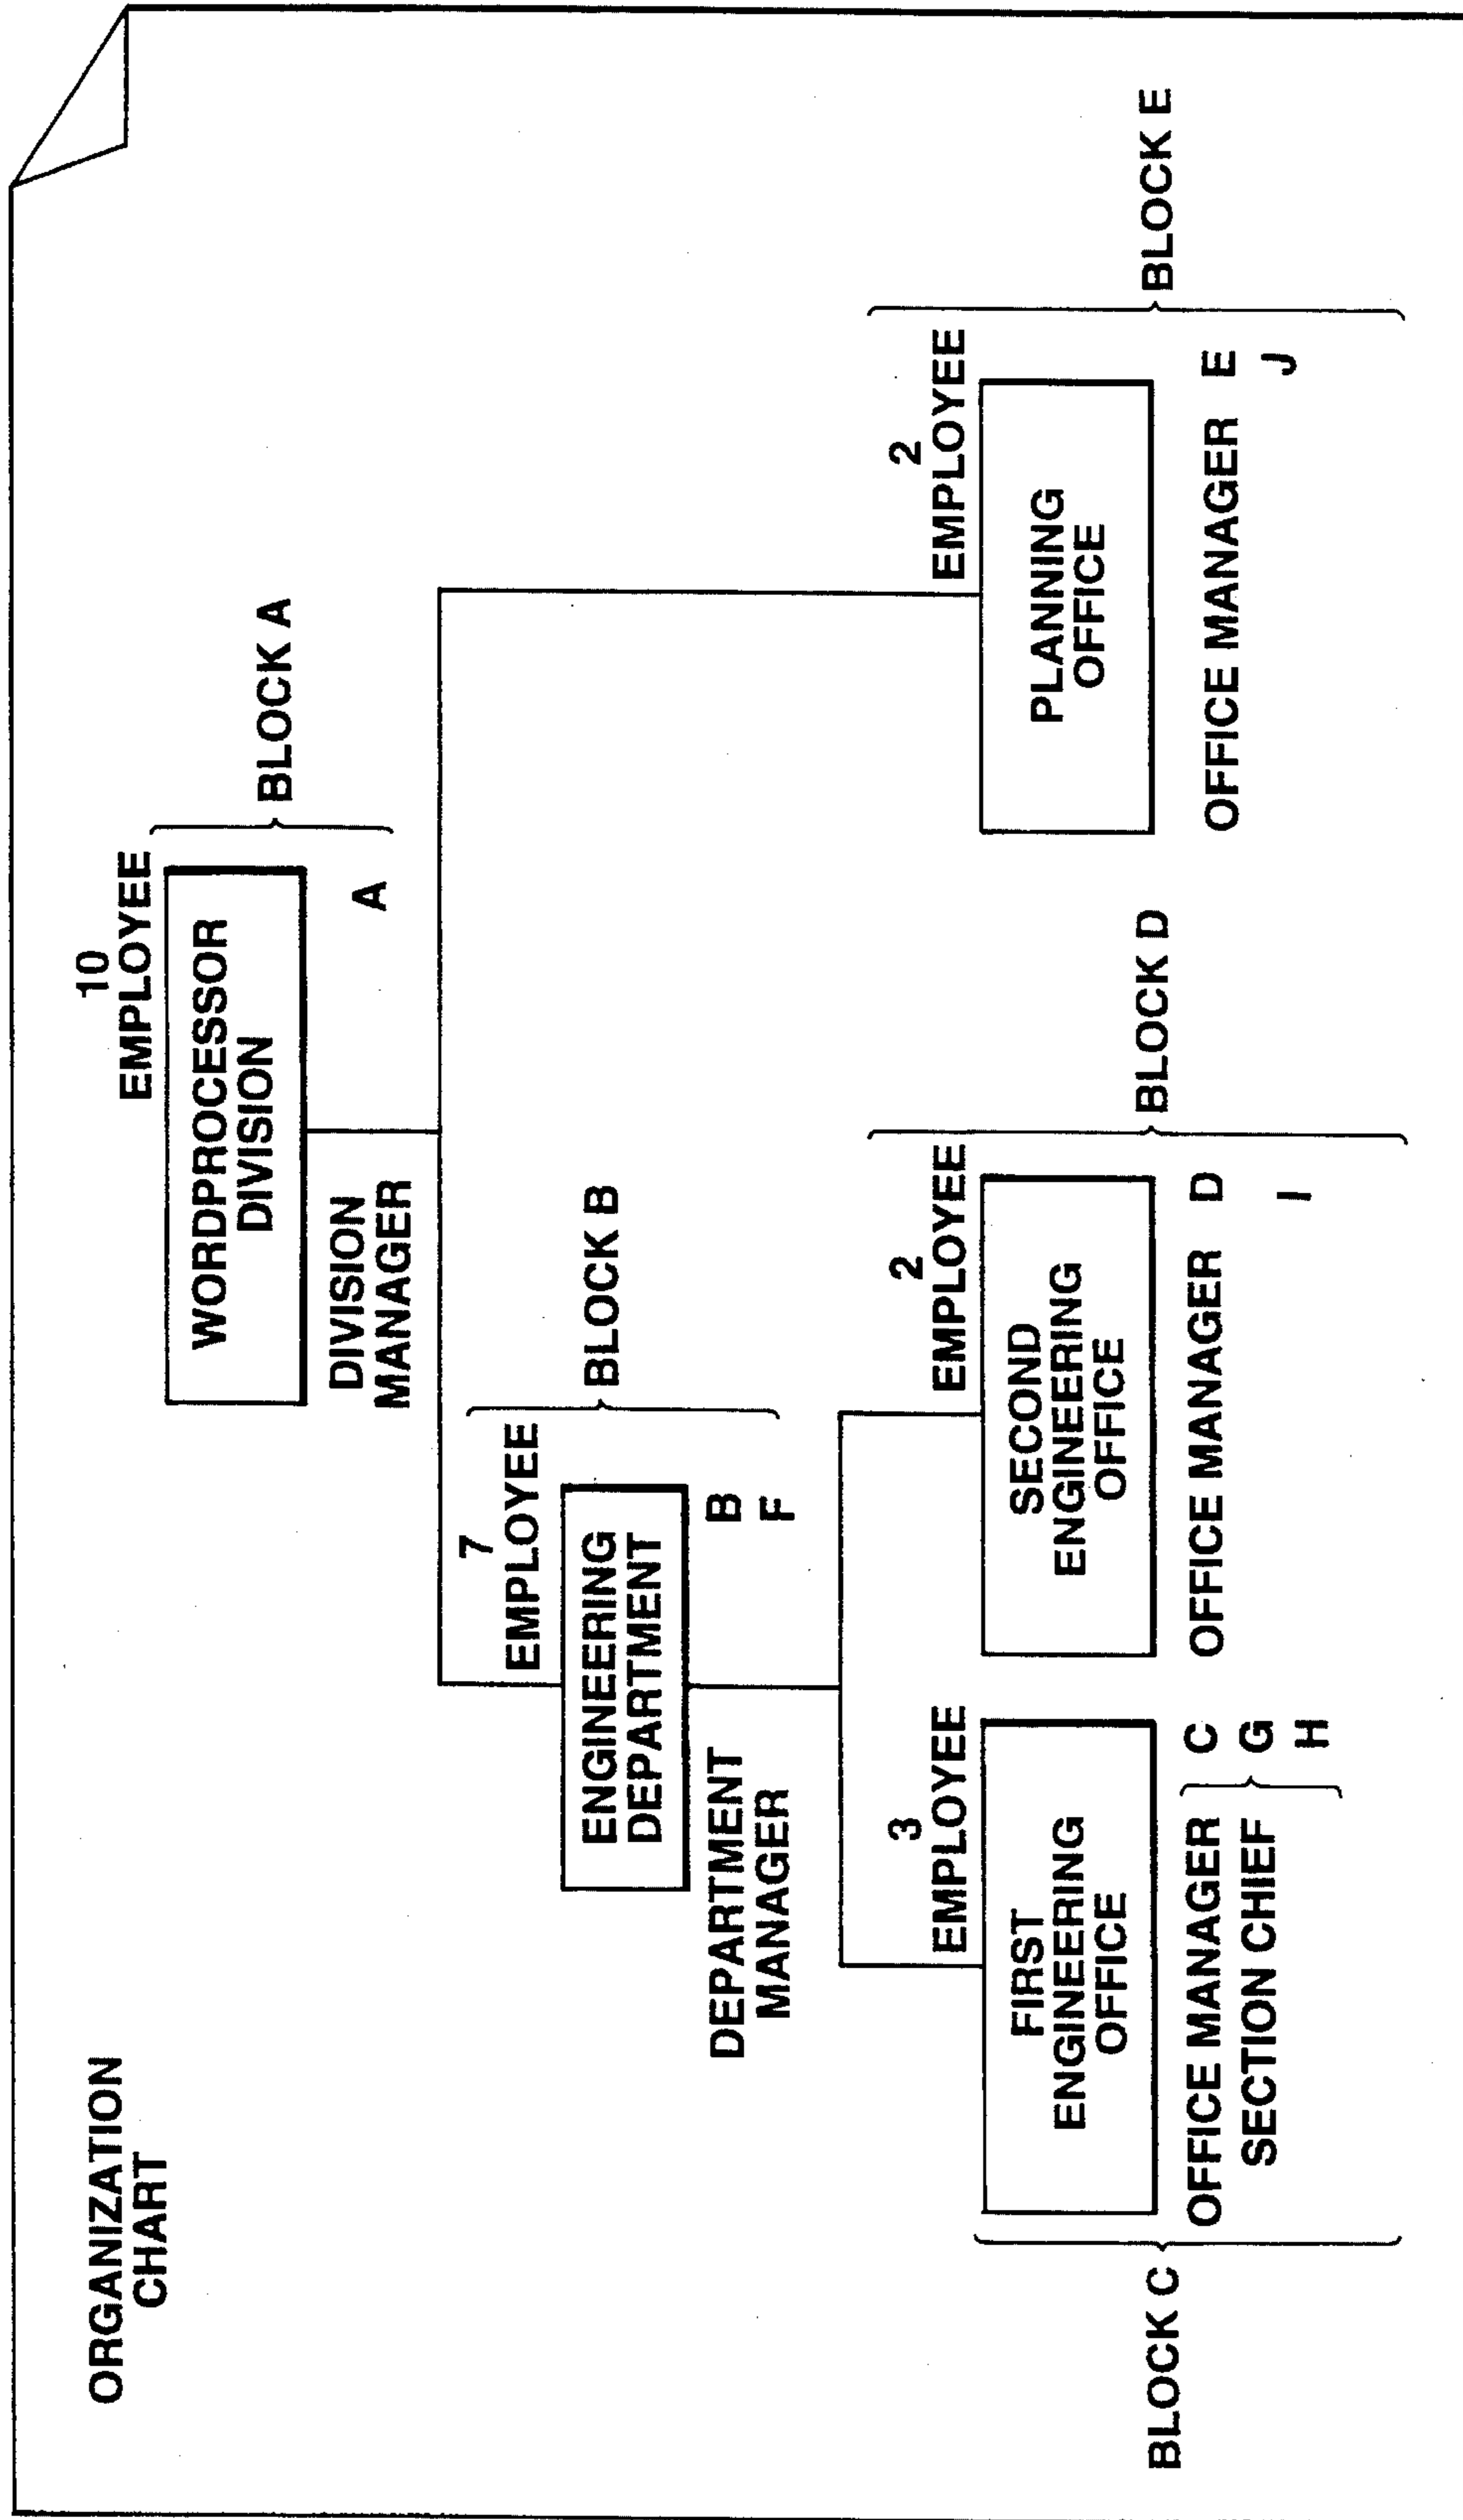 ORGANIZATION
CHART
10
EMPLOYEE
WORDPROCESSOR
DIVISION
BLOCK A
DIVISION
MANAGER
A
7
EMPLOYEE
ENGINEERING
DEPARTMENT
BLOCK B
DEPARTMENT
MANAGER
B
F
BLOCK C
3
EMPLOYEE
FIRST
ENGINEERING
OFFICE
OFFICE MANAGER C
SECTION CHIEF G
H
2
EMPLOYEE
SECOND
ENGINEERING
OFFICE
OFFICE MANAGER D
I
BLOCK D
2
EMPLOYEE
PLANNING
OFFICE
OFFICE MANAGER E
J
BLOCK E